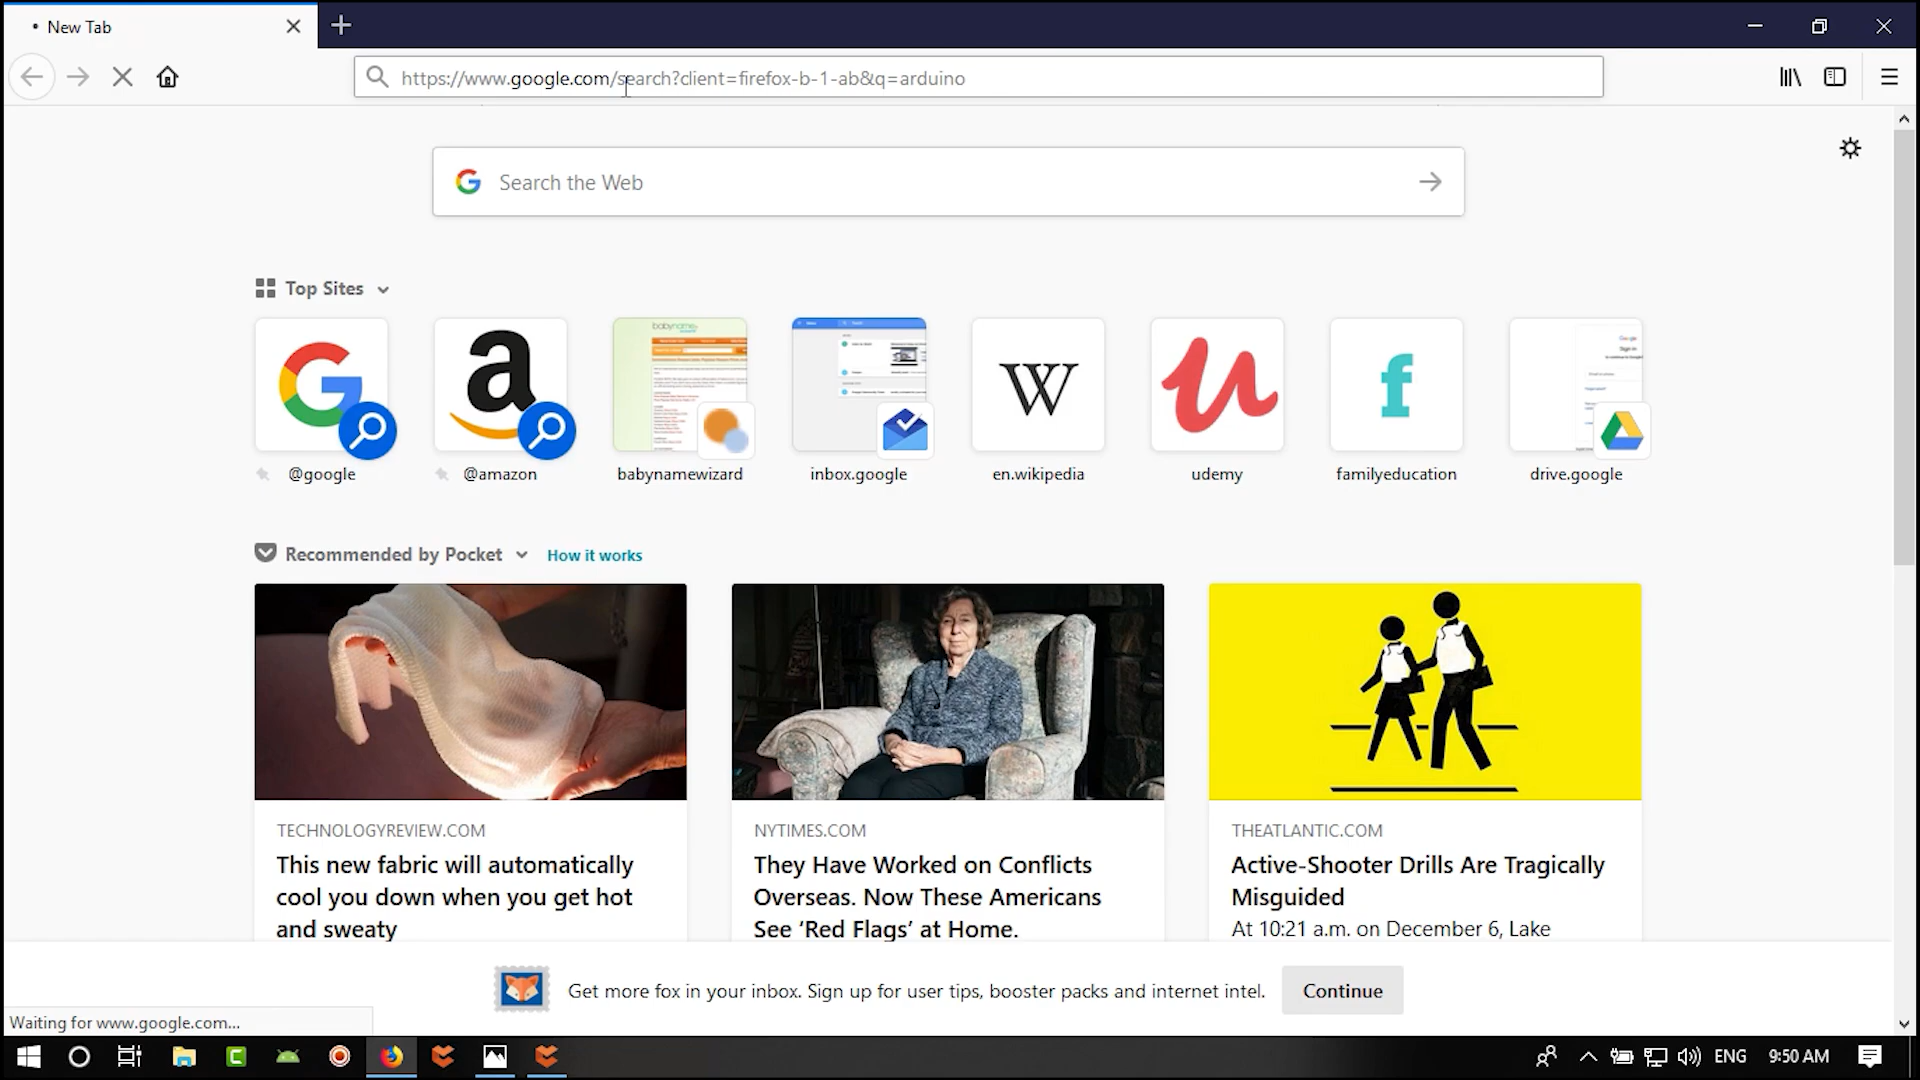 New Tab
https://www.google.com/search?client=firefox-b-1-ab&q=arduino
Search the Web
Top Sites
@google
@amazon
babynamewizard
inbox.google
en.wikipedia
udemy
familyeducation
drive.google
Recommended by Pocket
How it works
TECHNOLOGYREVIEW.COM
This new fabric will automatically
cool you down when you get hot
and sweaty
NYTIMES.COM
They Have Worked on Conflicts
Overseas. Now These Americans
See ‘Red Flags’ at Home.
THEATLANTIC.COM
Active-Shooter Drills Are Tragically
Misguided
At 10:21 a.m. on December 6, Lake
Get more fox in your inbox. Sign up for user tips, booster packs and internet intel.
Continue
Waiting for www.google.com...
ENG
9:50 AM